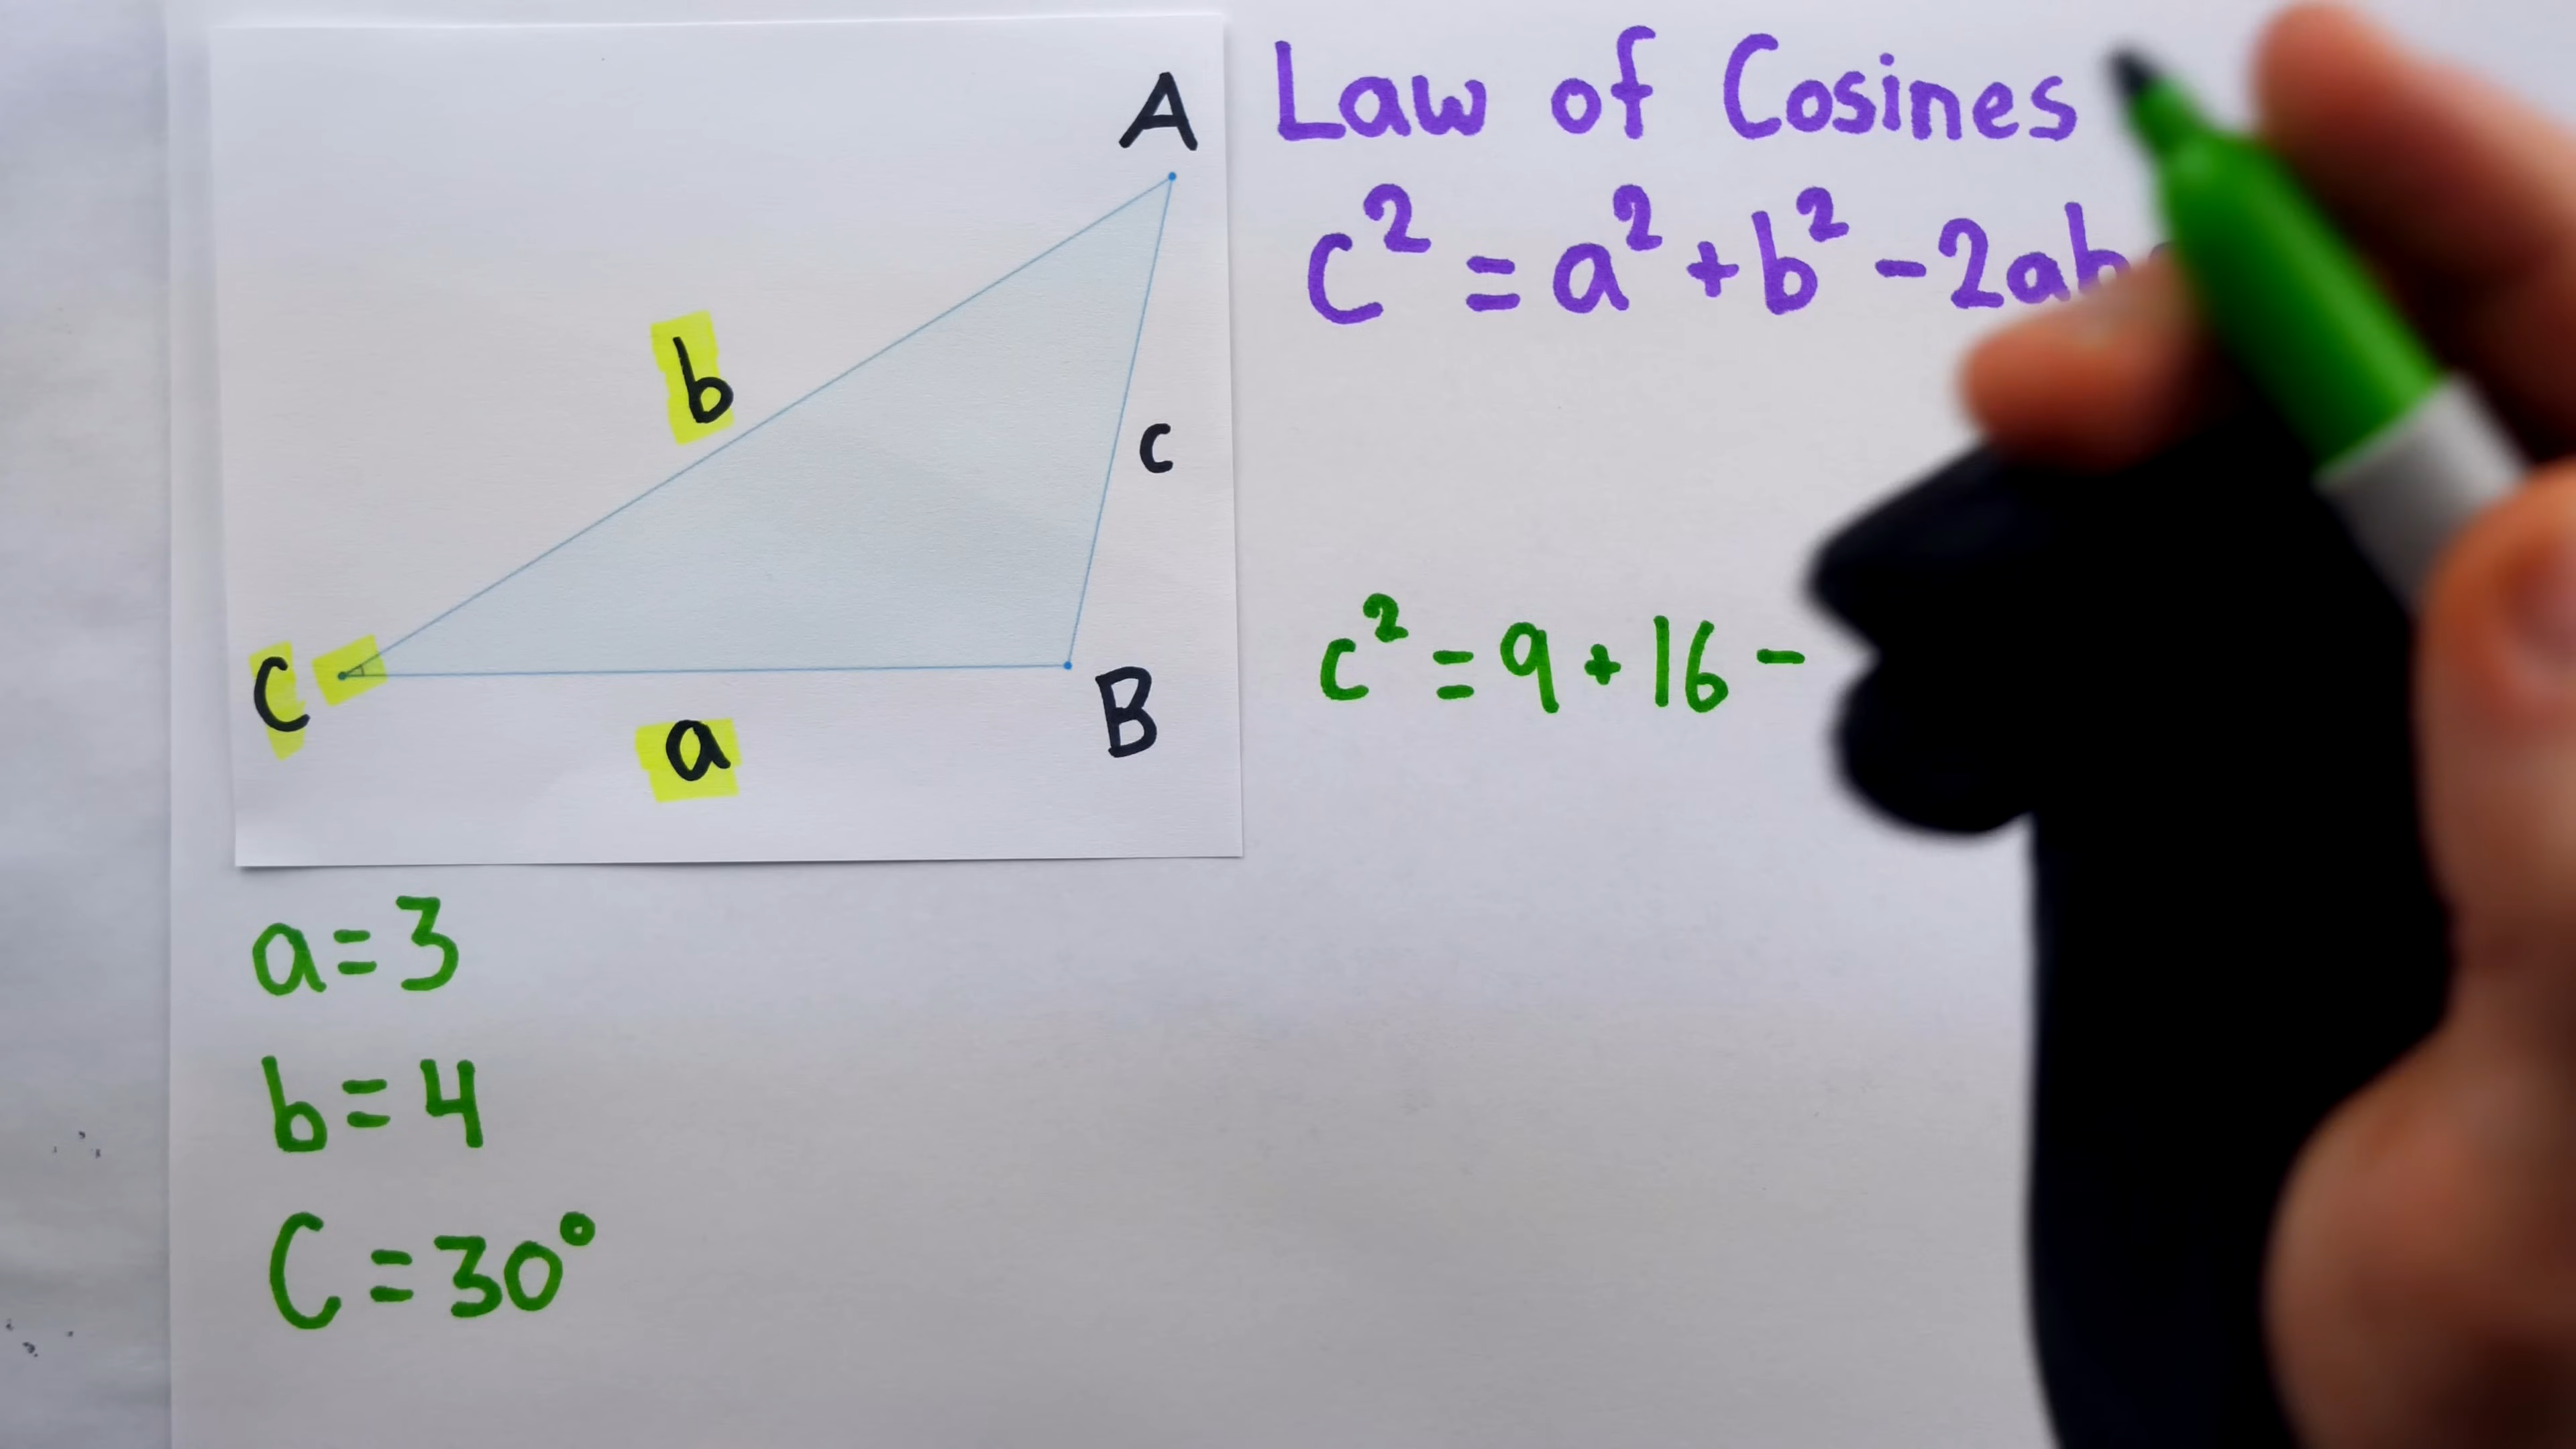 A
b
c
C
a
B
Law of Cosines
c² = a² + b² - 2ab
c² = 9 + 16 -
a = 3
b = 4
C = 30°